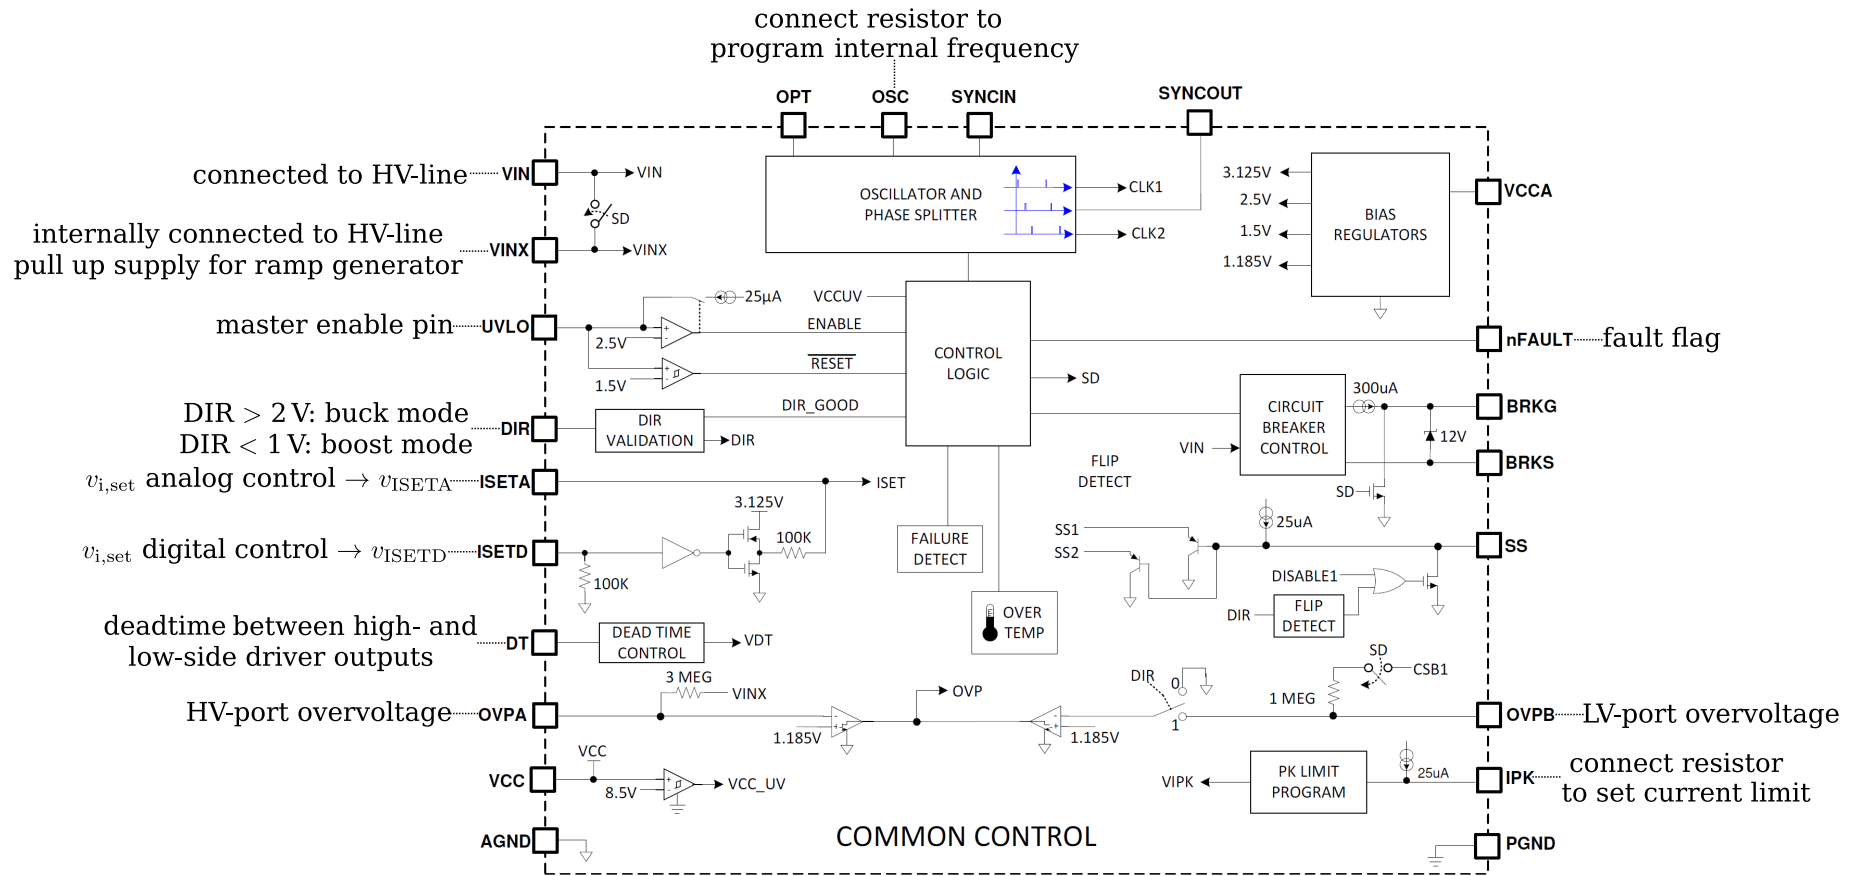 connect resistor to
program internal frequency
OPT
OSC
SYNCIN
SYNCOUT
connected to HV-line
VIN
VIN
SD
internally connected to HV-line
pull up supply for ramp generator
VINX
VINX
OSCILLATOR AND
PHASE SPLITTER
CLK1
CLK2
3.125V
2.5V
1.5V
1.185V
BIAS
REGULATORS
VCCA
master enable pin
UVLO
25µA
2.5V
1.5V
VCCUV
ENABLE
RESET
DIR_GOOD
CONTROL
LOGIC
SD
nFAULT
fault flag
DIR > 2 V: buck mode
DIR < 1 V: boost mode
DIR
DIR
VALIDATION
DIR
300uA
CIRCUIT
BREAKER
CONTROL
VIN
BRKG
12V
BRKS
SD
FLIP
DETECT
v_i,set analog control → v_ISETA
ISETA
ISET
3.125V
100K
v_i,set digital control → v_ISETD
ISETD
100K
FAILURE
DETECT
OVER
TEMP
SS1
SS2
25uA
SS
DISABLE1
DIR
FLIP
DETECT
deadtime between high- and
low-side driver outputs
DT
DEAD TIME
CONTROL
VDT
3 MEG
VINX
HV-port overvoltage
OVPA
1.185V
OVP
1.185V
DIR
0
1
SD
CSB1
1 MEG
OVPB
LV-port overvoltage
VCC
VCC
8.5V
VCC_UV
VIPK
PK LIMIT
PROGRAM
25uA
IPK
connect resistor
to set current limit
AGND
COMMON CONTROL
PGND